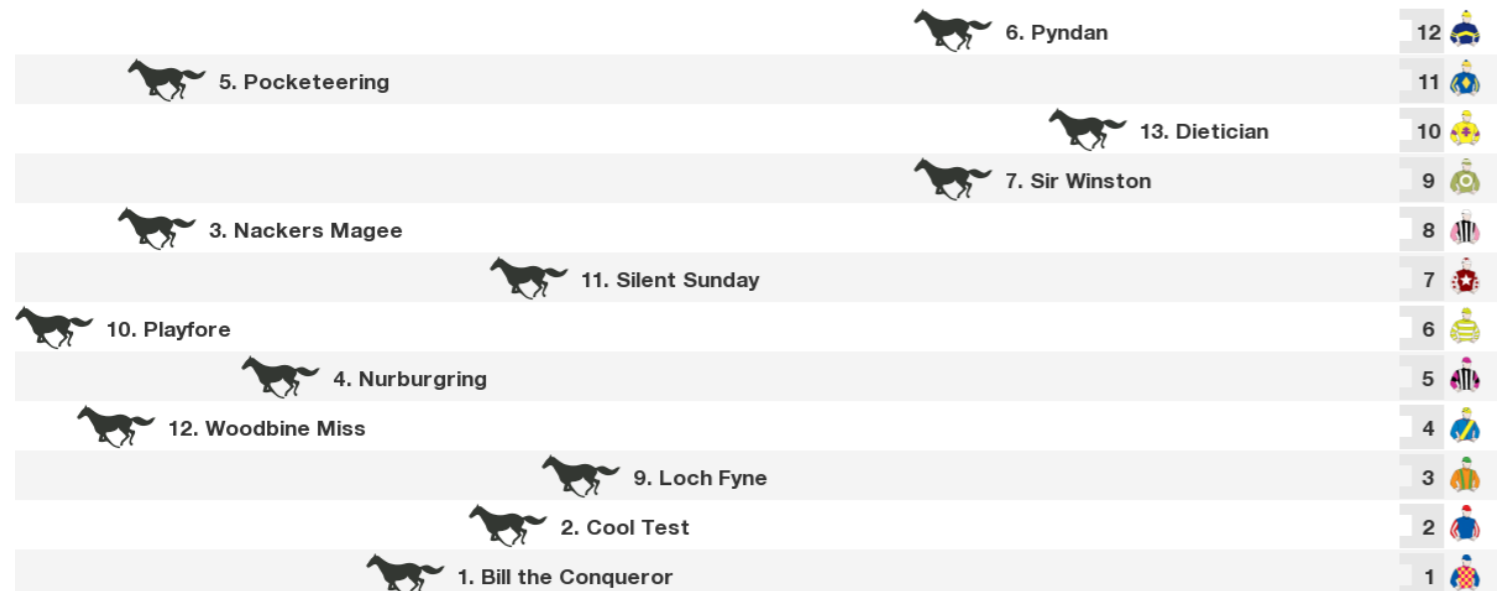 6. Pyndan 12
5. Pocketeering 11
13. Dietician 10
7. Sir Winston 9
3. Nackers Magee 8
11. Silent Sunday 7
10. Playfore 6
4. Nurburgring 5
12. Woodbine Miss 4
9. Loch Fyne 3
2. Cool Test 2
1. Bill the Conqueror 1